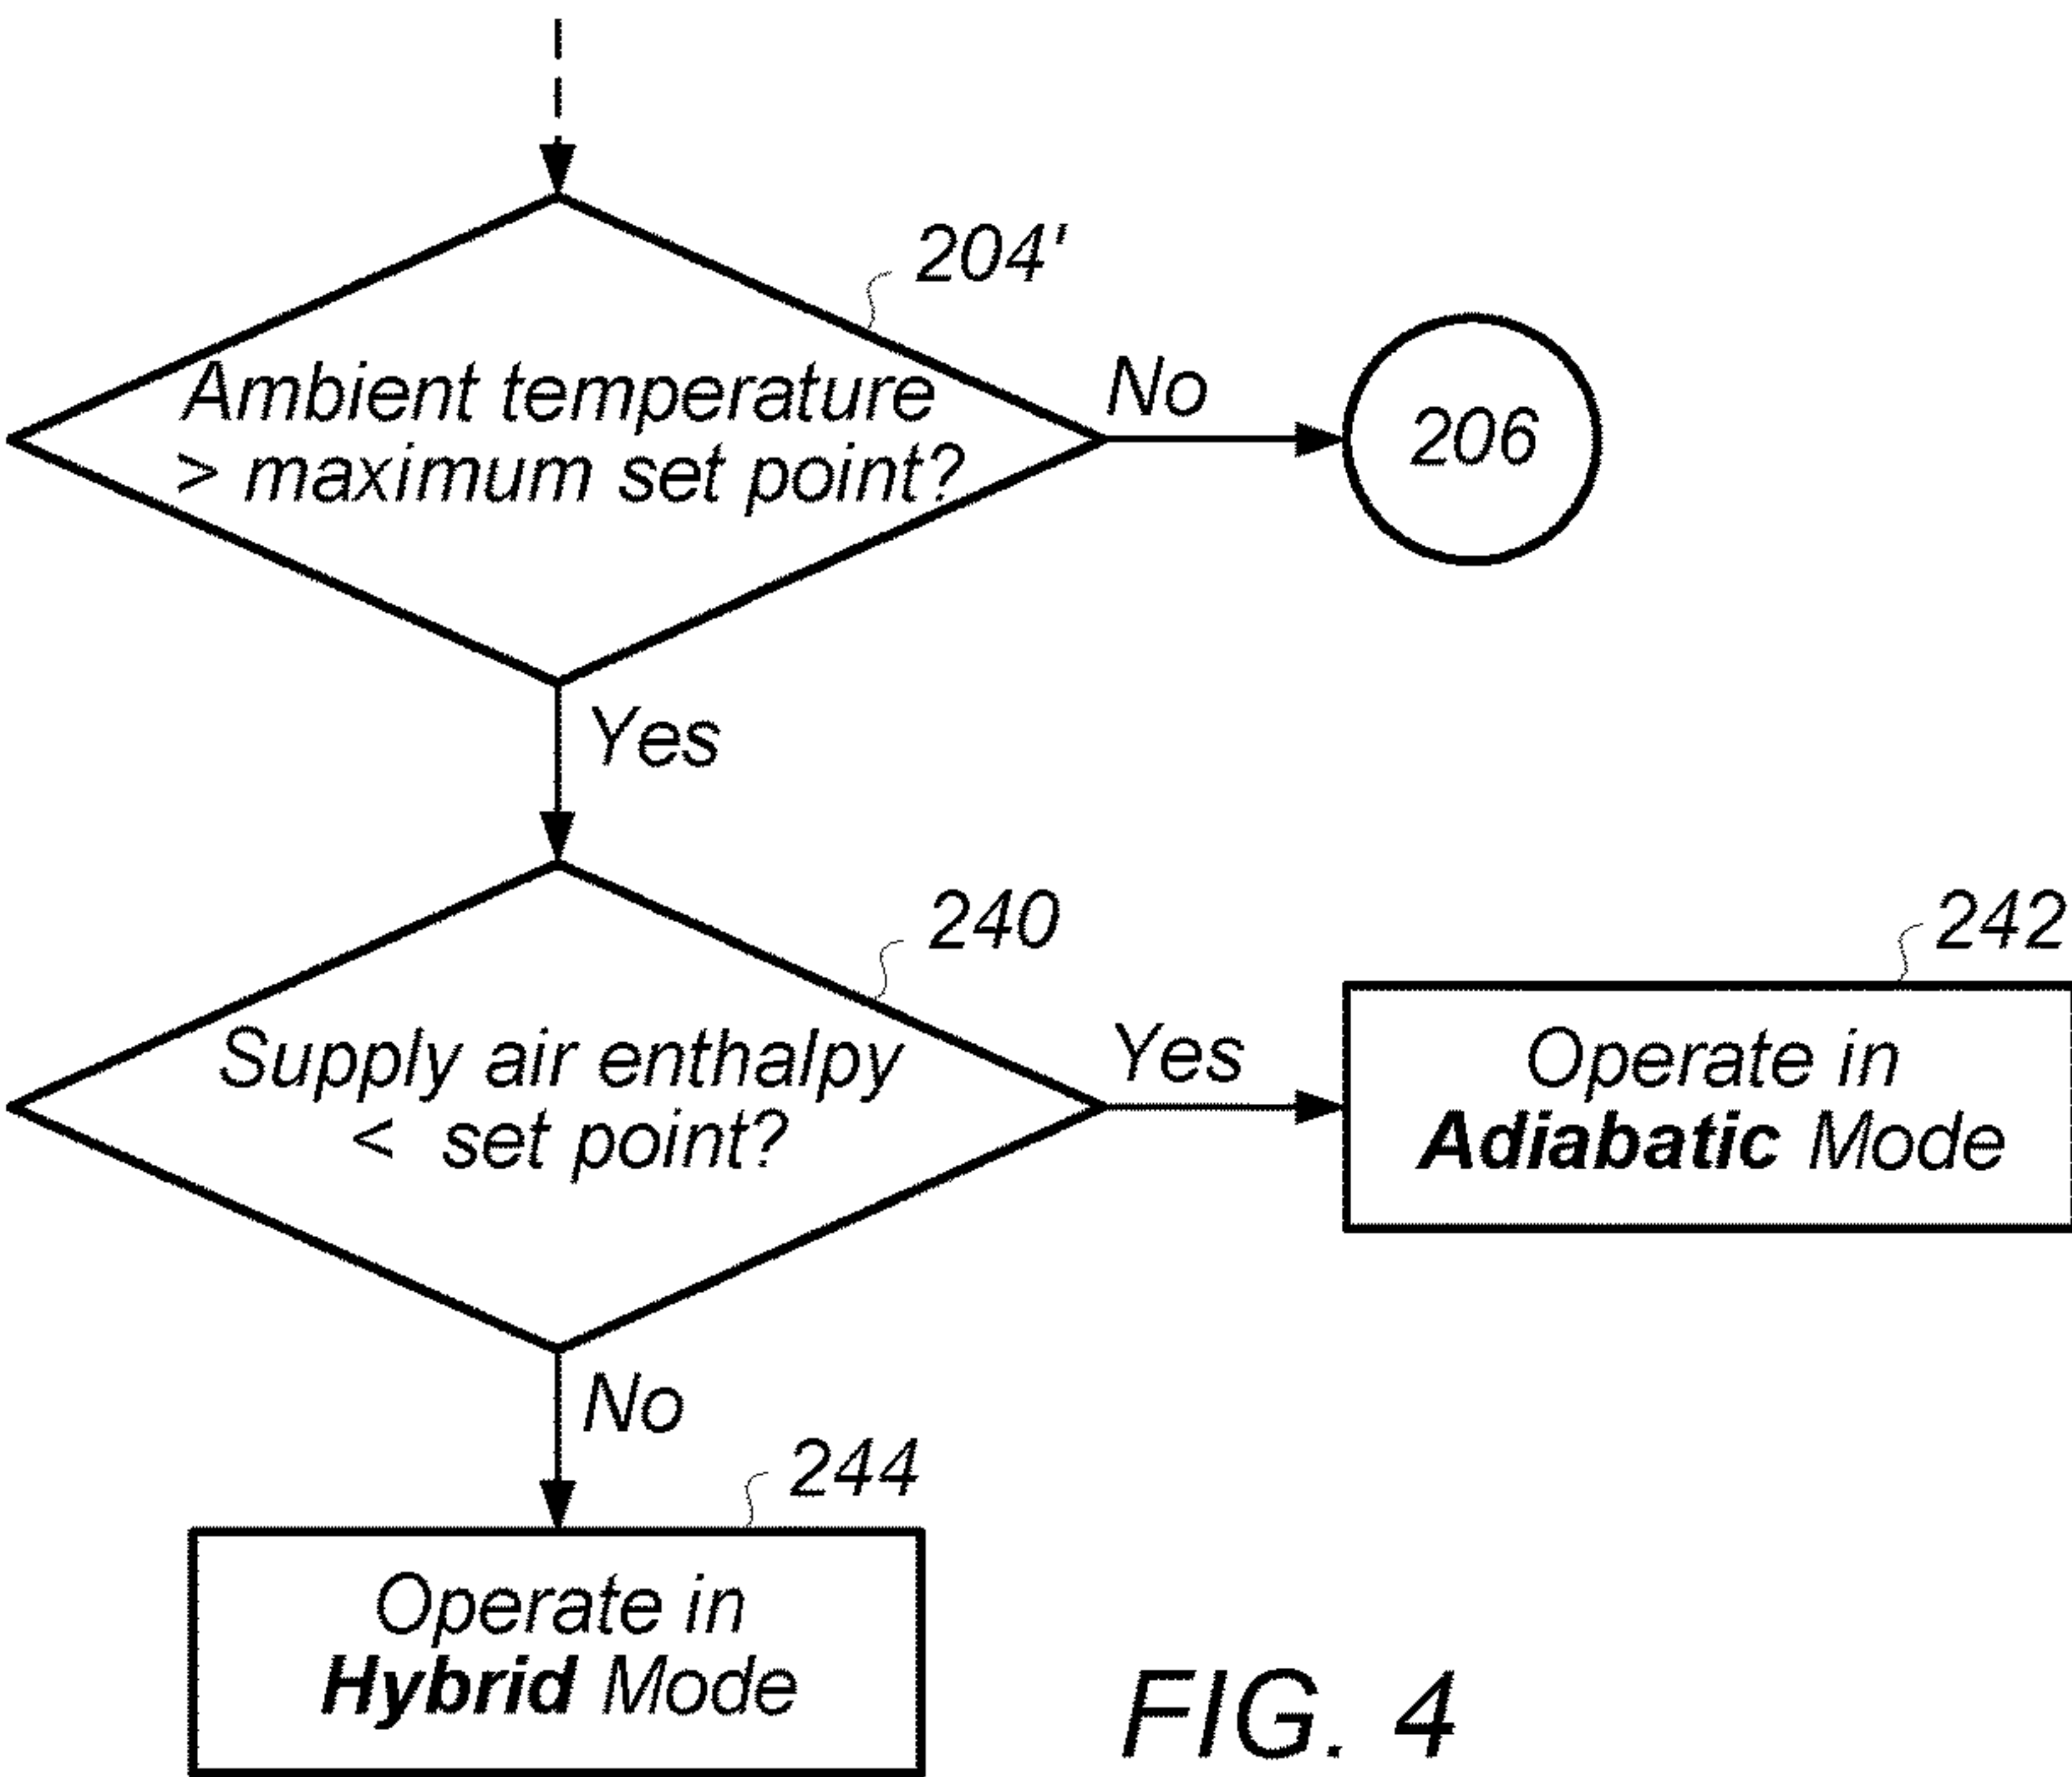 204'
Ambient temperature
> maximum set point?
No
206
Yes
240
Supply air enthalpy
< set point?
Yes
242
Operate in
Adiabatic Mode
No
244
Operate in
Hybrid Mode
FIG. 4